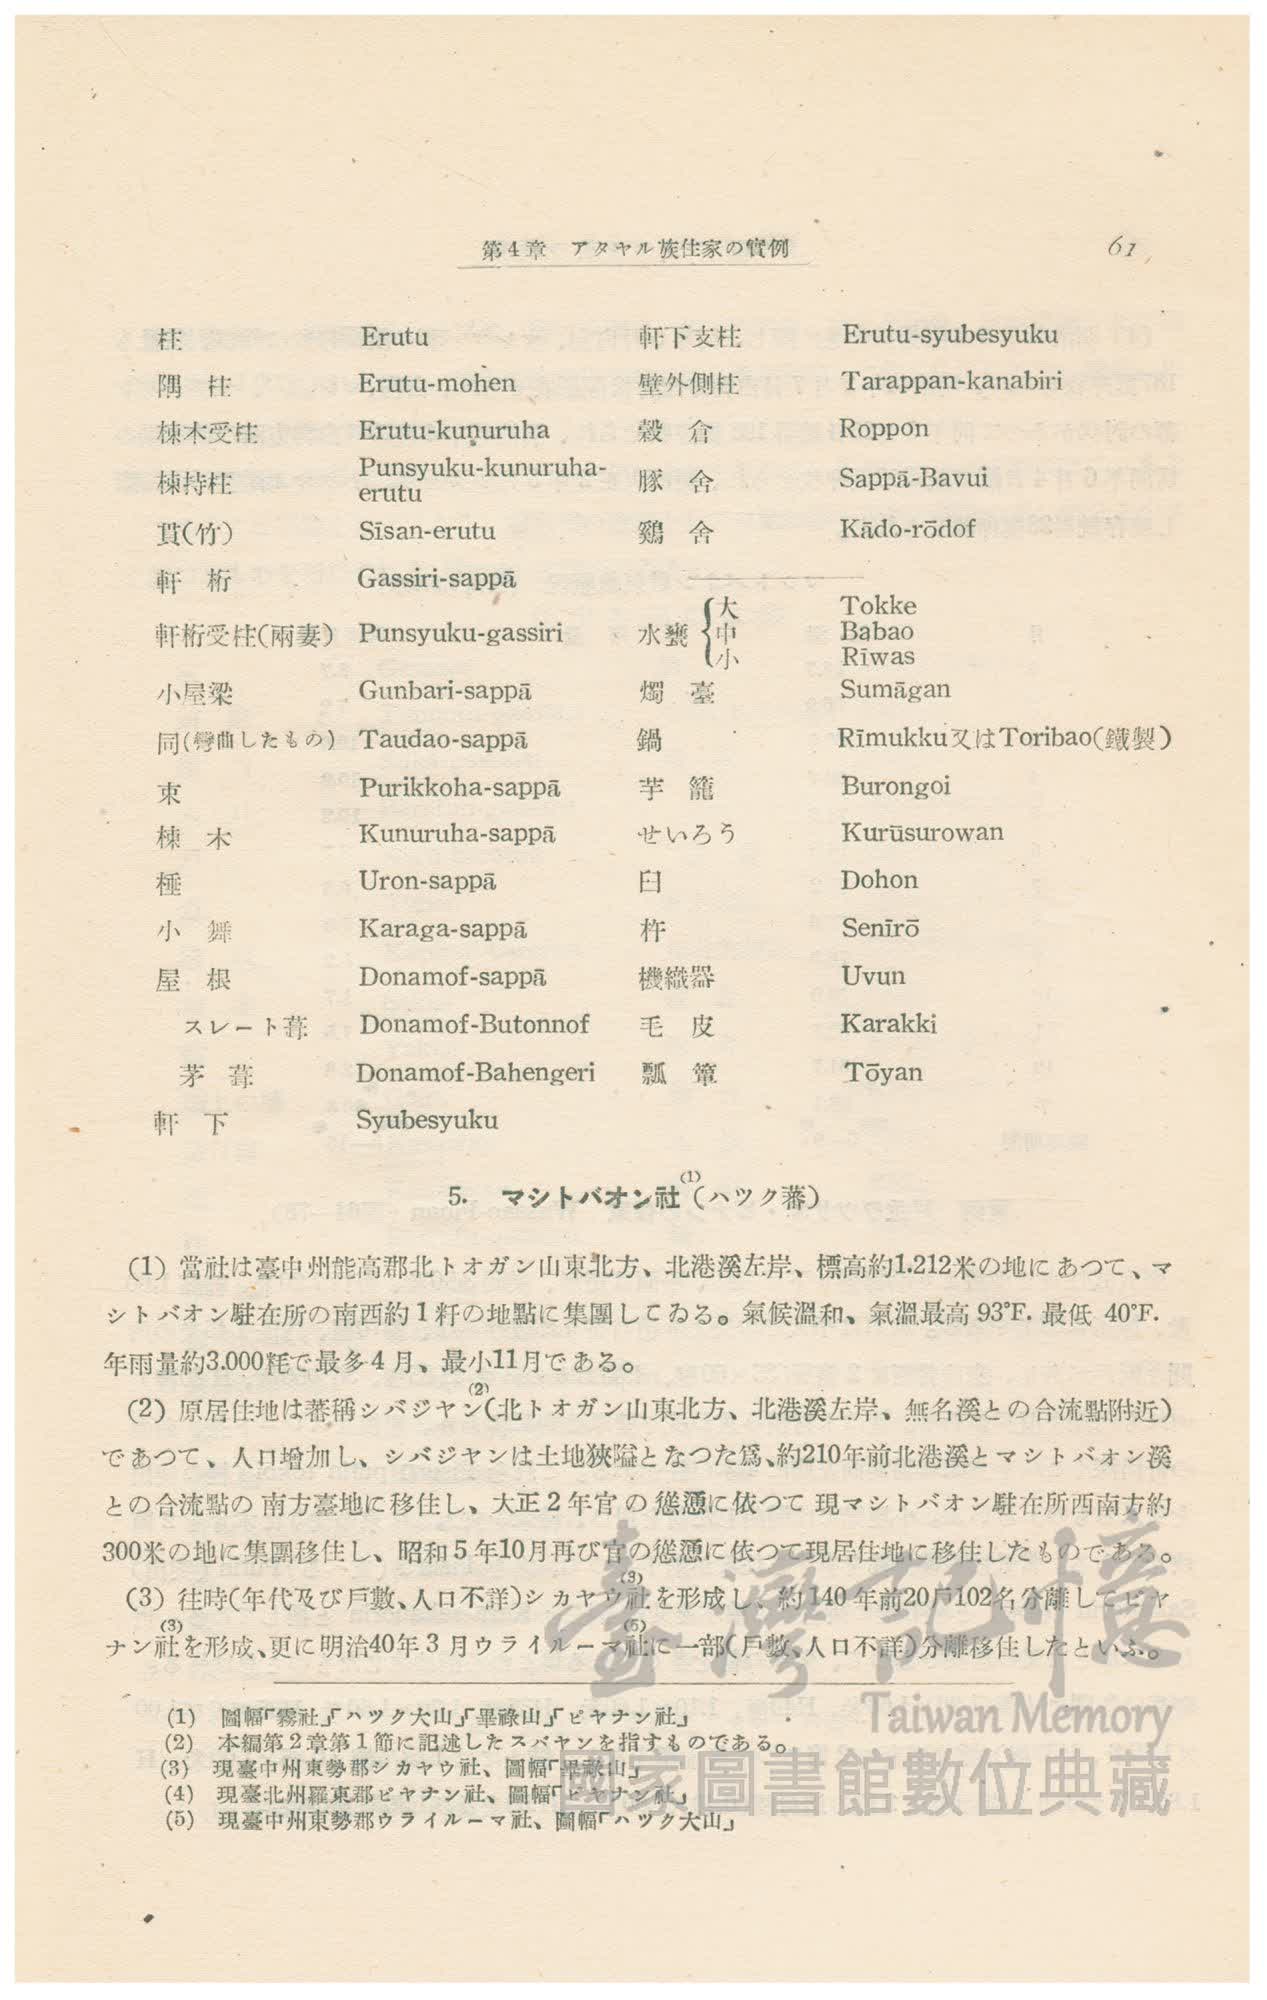 第4章 アタヤル族住家の實例
61
柱 Erutu 軒下支柱 Erutu-syubesyuku
隅 柱 Erutu-mohen 壁外側柱 Tarappan-kanabiri
棟木受柱 Erutu-kunuruha 穀 倉 Roppon
棟持柱 Punsyuku-kunuruha-erutu 豚 舍 Sappā-Bavui
貫(竹) Sīsan-erutu 鷄 舍 Kādo-rōdof
軒 桁 Gassiri-sappā
軒桁受柱(兩妻) Punsyuku-gassiri 水甕 {大 Tokke
中 Babao
小 Rīwas
小屋梁 Gunbari-sappā 燭 臺 Sumāgan
同(彎曲したもの) Taudao-sappā 鍋 Rīmukku又はToribao(鐵製)
束 Purikkoha-sappā 芋 籠 Burongoi
棟 木 Kunuruha-sappā せいろう Kurūsurowan
棰 Uron-sappā 臼 Dohon
小 舞 Karaga-sappā 杵 Senīrō
屋 根 Donamof-sappā 機織器 Uvun
スレート葺 Donamof-Butonnof 毛 皮 Karakki
茅 葺 Donamof-Bahengeri 瓢 簞 Tōyan
軒 下 Syubesyuku
5. マシトバオン社(1)(ハツク蕃)
(1) 當社は臺中州能高郡北トオガン山東北方、北港溪左岸、標高約1.212米の地にあつて、マ
シトバオン駐在所の南西約1粁の地點に集團してゐる。氣候溫和、氣溫最高93°F. 最低 40°F.
年雨量約3.000粍で最多4月、最小11月である。
(2) 原居住地は蕃稱シバジヤン(2)(北トオガン山東北方、北港溪左岸、無名溪との合流點附近)
であつて、人口增加し、シバジヤンは土地狹隘となつた爲、約210年前北港溪とマシトバオン溪
との合流點の南方臺地に移住し、大正2年官の慫慂に依つて現マシトバオン駐在所西南方約
300米の地に集團移住し、昭和5年10月再び官の慫慂に依つて現居住地に移住したものである。
(3) 往時(年代及び戶數、人口不詳)シカヤウ社(3)を形成し、約140年前20戶102名分離してピヤ
ナン社(3)を形成、更に明治40年3月ウライルーマ社(5)に一部(戶數、人口不詳)分離移住したといふ。
(1) 圖幅「霧社」「ハツク大山」「畢祿山」「ピヤナン社」
(2) 本編第2章第1節に記述したスバヤンを指すものである。
(3) 現臺中州東勢郡シカヤウ社、圖幅「畢祿山」
(4) 現臺北州羅東郡ピヤナン社、圖幅「ピヤナン社」
(5) 現臺中州東勢郡ウライルーマ社、圖幅「ハツク大山」
臺灣記憶
Taiwan Memory
國家圖書館數位典藏